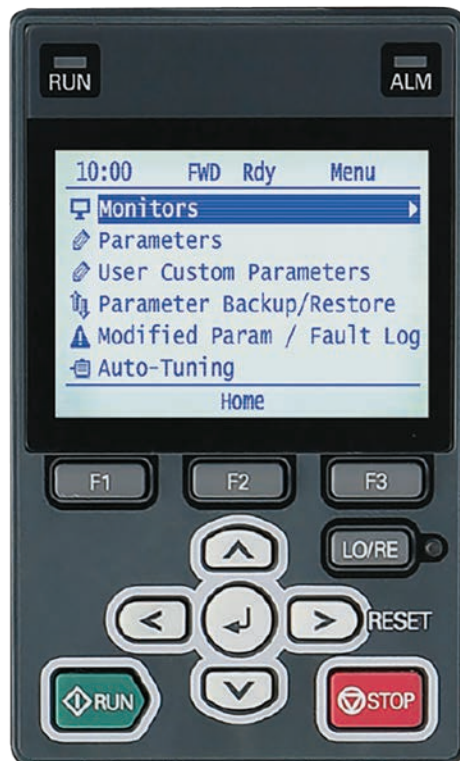 RUN ALM
10:00 FWD Rdy Menu
Monitors
Parameters
User Custom Parameters
Parameter Backup/Restore
Modified Param / Fault Log
Auto-Tuning
Home
F1 F2 F3
LO/RE
RESET
RUN STOP